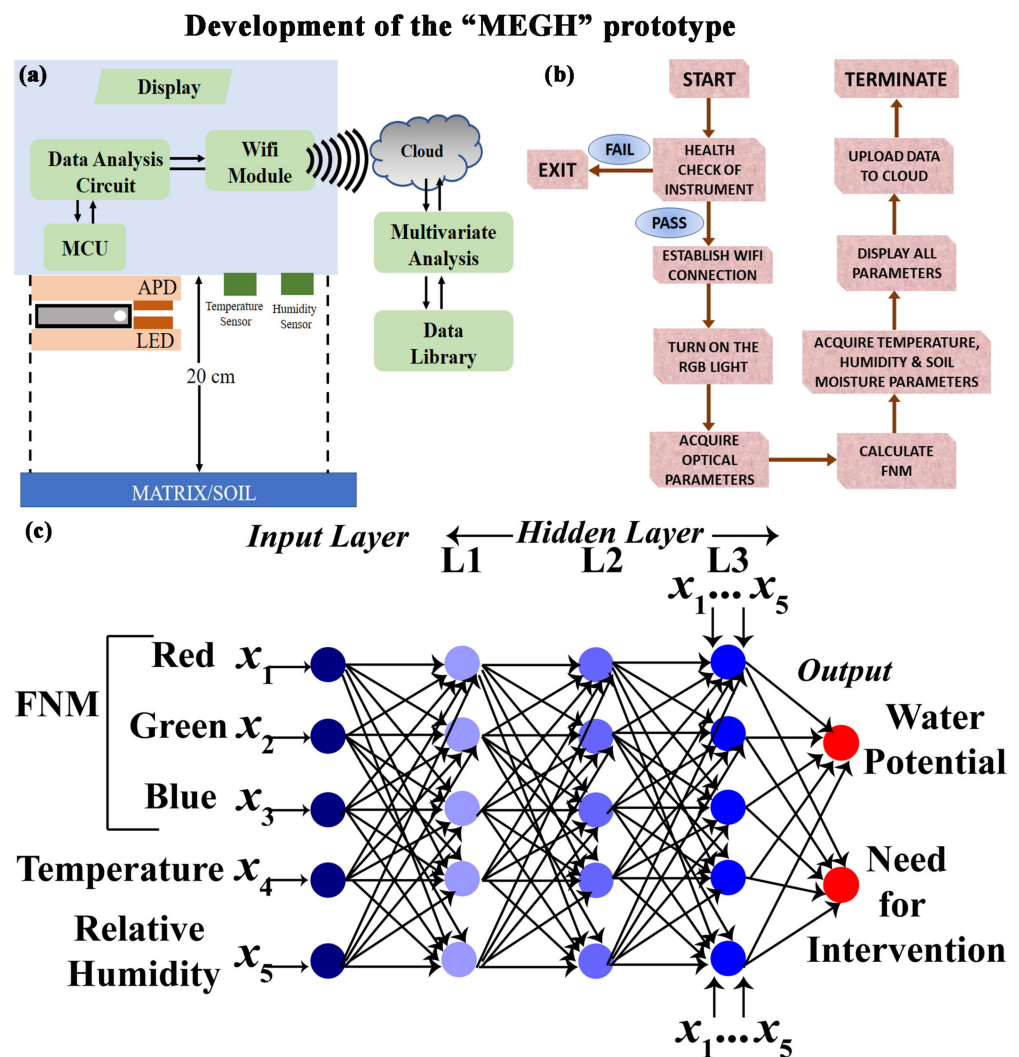 Development of the “MEGH” prototype
(a)
Display
Data Analysis
Circuit
Wifi
Module
Cloud
MCU
Multivariate
Analysis
APD
LED
Temperature
Sensor
Humidity
Sensor
Data
Library
20 cm
MATRIX/SOIL
(b)
START
TERMINATE
FAIL
EXIT
HEALTH
CHECK OF
INSTRUMENT
UPLOAD DATA
TO CLOUD
PASS
ESTABLISH WIFI
CONNECTION
DISPLAY ALL
PARAMETERS
TURN ON THE
RGB LIGHT
ACQUIRE TEMPERATURE,
HUMIDITY & SOIL
MOISTURE PARAMETERS
ACQUIRE
OPTICAL
PARAMETERS
CALCULATE
FNM
(c)
Input Layer
Hidden Layer
L1
L2
L3
x1... x5
FNM
Red x1
Green x2
Blue x3
Temperature x4
Relative
Humidity x5
Output
Water
Potential
Need
for
Intervention
x1... x5